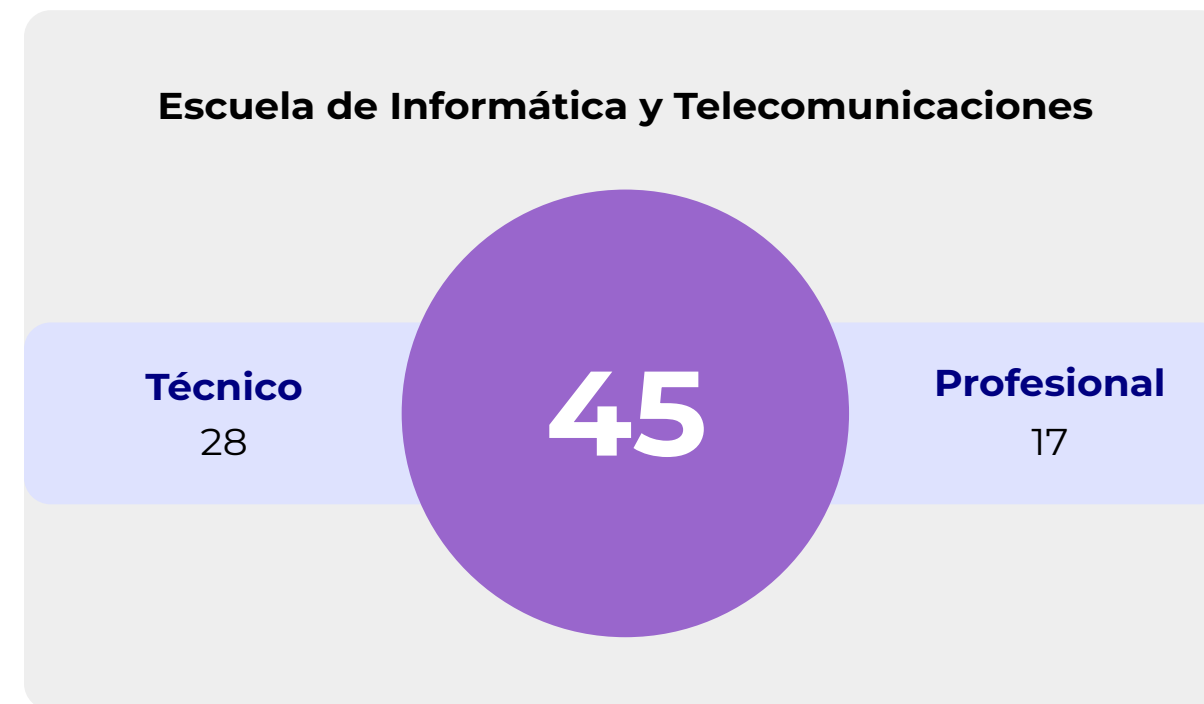 Escuela de Informática y Telecomunicaciones
Técnico
28
45
Profesional
17